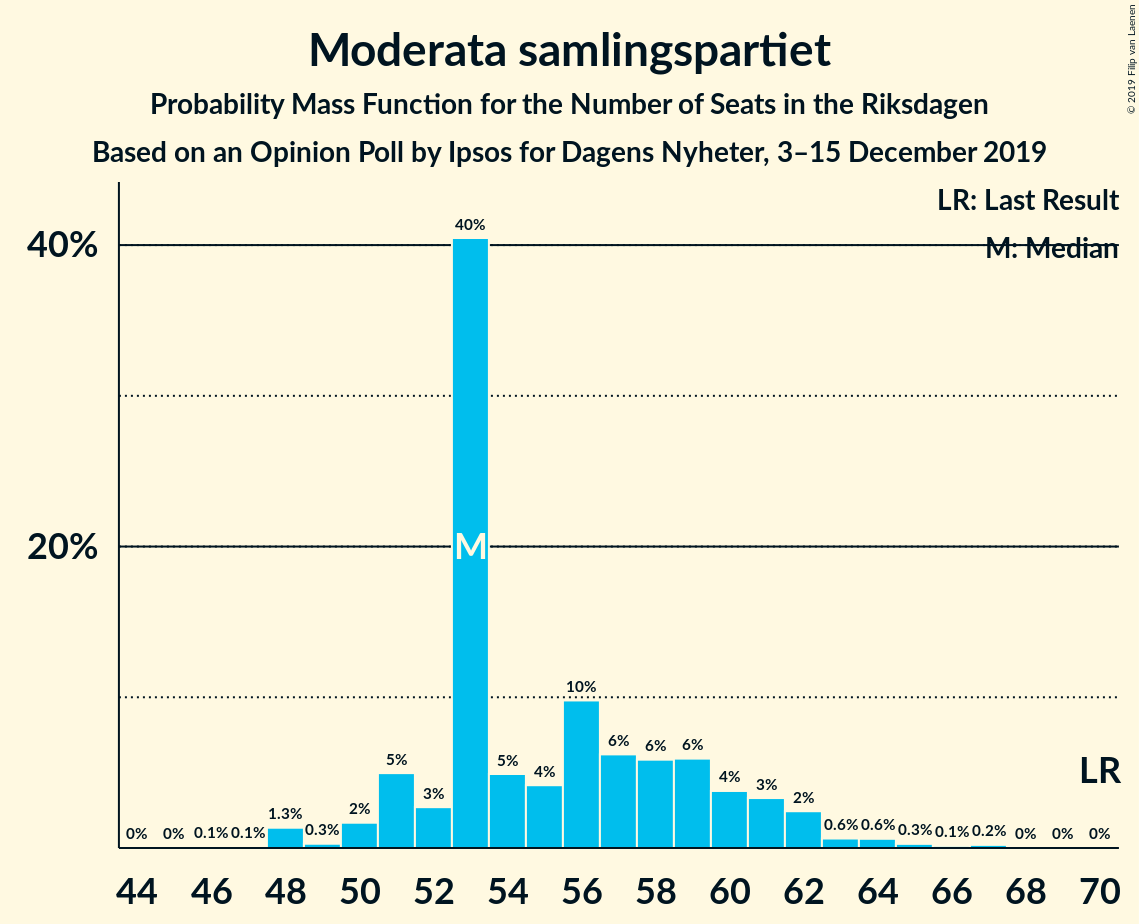 © 2019 Filip van Laenen
Moderata samlingspartiet
Probability Mass Function for the Number of Seats in the Riksdagen
Based on an Opinion Poll by Ipsos for Dagens Nyheter, 3–15 December 2019
LR: Last Result
M: Median
40%
20%
0% 0% 0.1% 0.1% 1.3% 0.3% 2% 5% 3% 40% 5% 4% 10% 6% 6% 6% 4% 3% 2% 0.6% 0.6% 0.3% 0.1% 0.2% 0% 0% 0%
M
LR
44 46 48 50 52 54 56 58 60 62 64 66 68 70